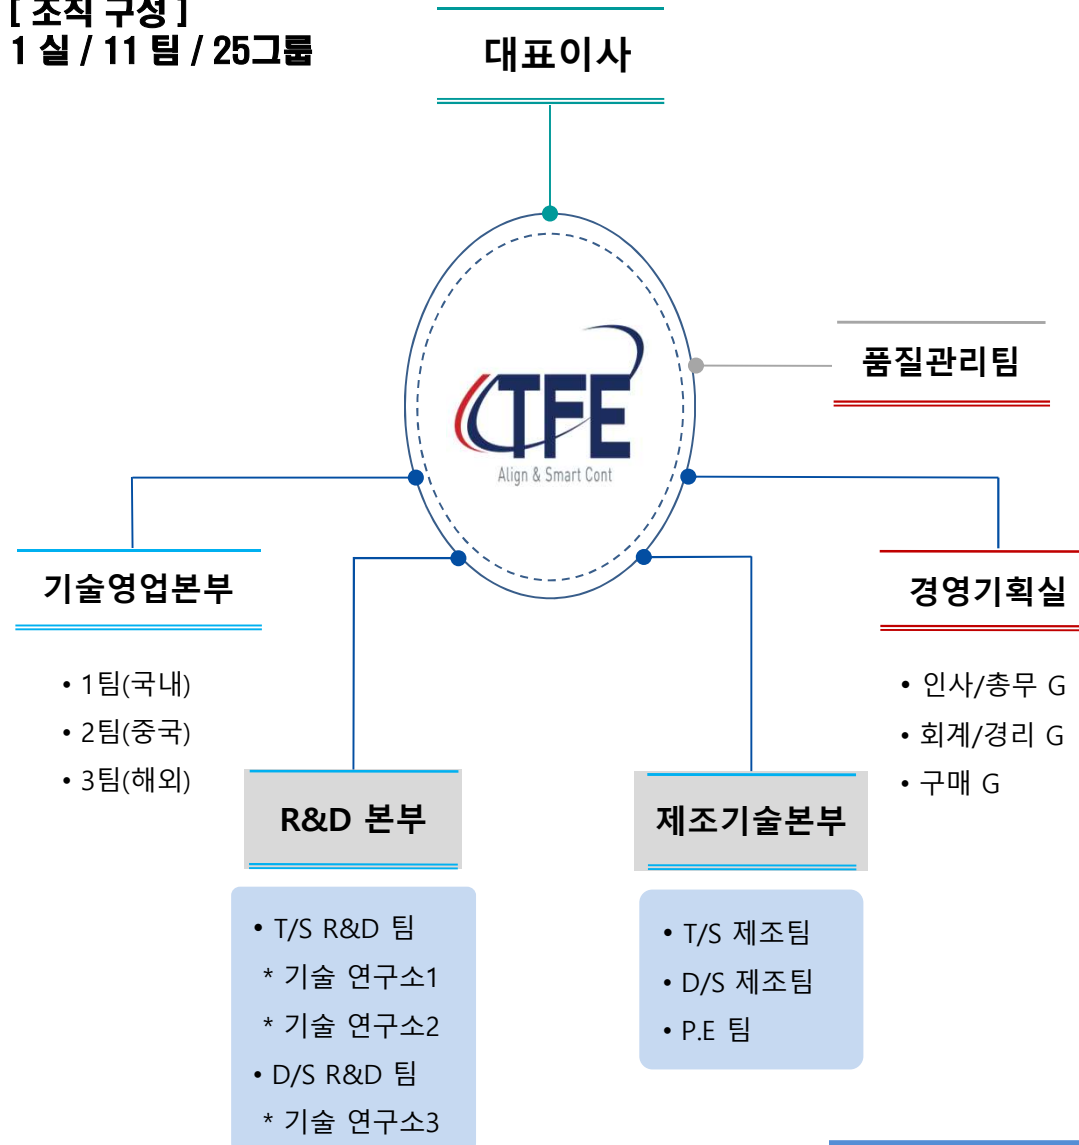 [ 조직 구성 ]
1 실 / 11 팀 / 25그룹
대표이사
TFE
Align & Smart Cont
품질관리팀
기술영업본부
• 1팀(국내)
• 2팀(중국)
• 3팀(해외)
경영기획실
• 인사/총무 G
• 회계/경리 G
• 구매 G
R&D 본부
• T/S R&D 팀
* 기술 연구소1
* 기술 연구소2
• D/S R&D 팀
* 기술 연구소3
제조기술본부
• T/S 제조팀
• D/S 제조팀
• P.E 팀